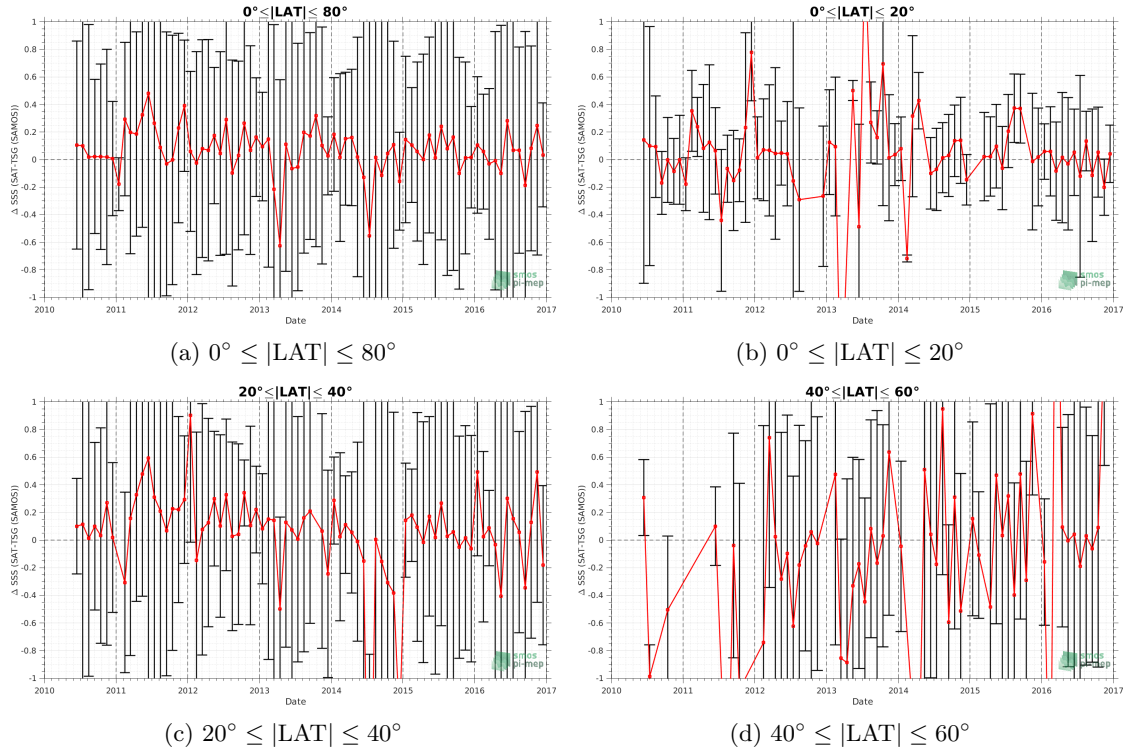 0°≤|LAT|≤ 80°
Δ SSS (SAT-TSG (SAMOS))
1
0.8
0.6
0.4
0.2
0
-0.2
-0.4
-0.6
-0.8
-1
2010 2011 2012 2013 2014 2015 2016 2017
Date
smos
pi-mep
(a) 0° ≤ |LAT| ≤ 80°
0°≤|LAT|≤ 20°
Δ SSS (SAT-TSG (SAMOS))
1
0.8
0.6
0.4
0.2
0
-0.2
-0.4
-0.6
-0.8
-1
2010 2011 2012 2013 2014 2015 2016 2017
Date
smos
pi-mep
(b) 0° ≤ |LAT| ≤ 20°
20°≤|LAT|≤ 40°
Δ SSS (SAT-TSG (SAMOS))
1
0.8
0.6
0.4
0.2
0
-0.2
-0.4
-0.6
-0.8
-1
2010 2011 2012 2013 2014 2015 2016 2017
Date
smos
pi-mep
(c) 20° ≤ |LAT| ≤ 40°
40°≤|LAT|≤ 60°
Δ SSS (SAT-TSG (SAMOS))
1
0.8
0.6
0.4
0.2
0
-0.2
-0.4
-0.6
-0.8
-1
2010 2011 2012 2013 2014 2015 2016 2017
Date
smos
pi-mep
(d) 40° ≤ |LAT| ≤ 60°